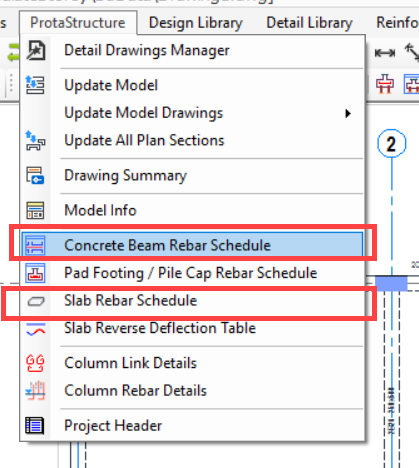 s ProtaStructure Design Library Detail Library Reinfo
Detail Drawings Manager
Update Model
Update Model Drawings
2
Update All Plan Sections
Drawing Summary
Model Info
Concrete Beam Rebar Schedule
Pad Footing / Pile Cap Rebar Schedule
Slab Rebar Schedule
Slab Reverse Deflection Table
Column Link Details
Column Rebar Details
Project Header